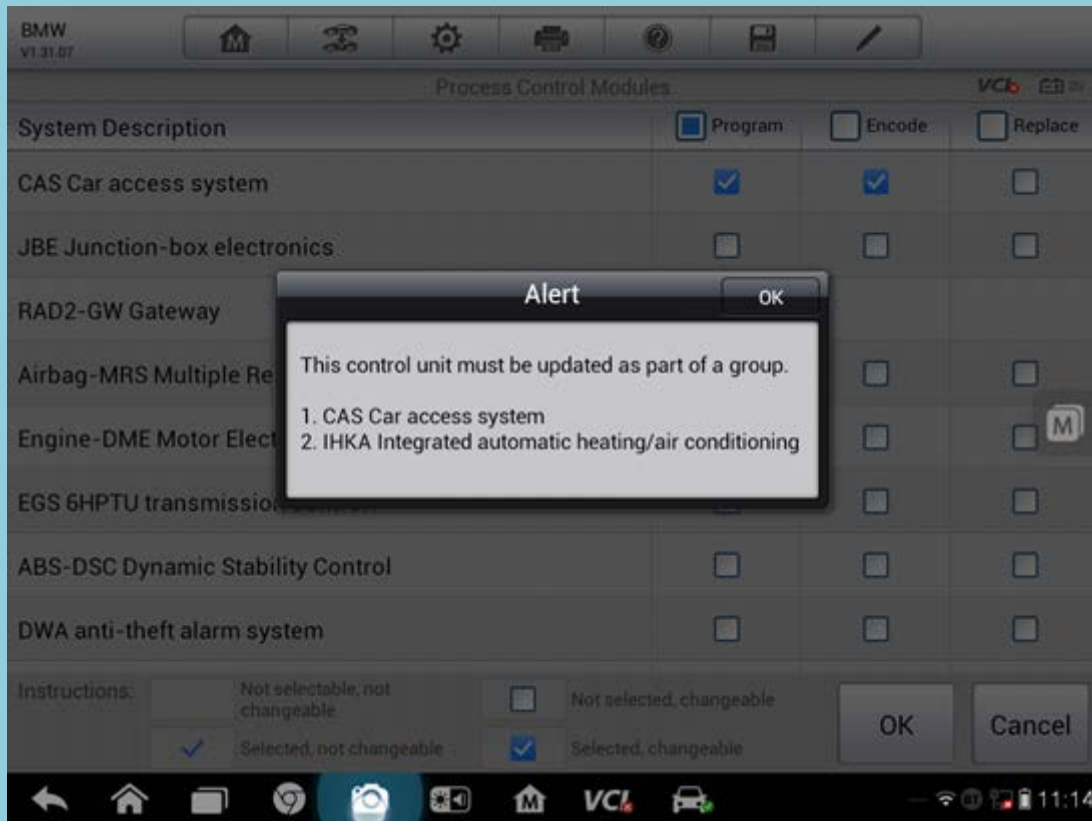 BMW
V1.31.07
Process Control Modules
VCI
System Description
Program
Encode
Replace
CAS Car access system
JBE Junction-box electronics
RAD2-GW Gateway
Airbag-MRS Multiple Re
Engine-DME Motor Elect
EGS 6HPTU transmission
ABS-DSC Dynamic Stability Control
DWA anti-theft alarm system
Alert
OK
This control unit must be updated as part of a group.
1. CAS Car access system
2. IHKA Integrated automatic heating/air conditioning
M
Instructions:
Not selectable, not
changeable
Not selected, changeable
Selected, not changeable
Selected, changeable
OK
Cancel
M
VCI
11:14